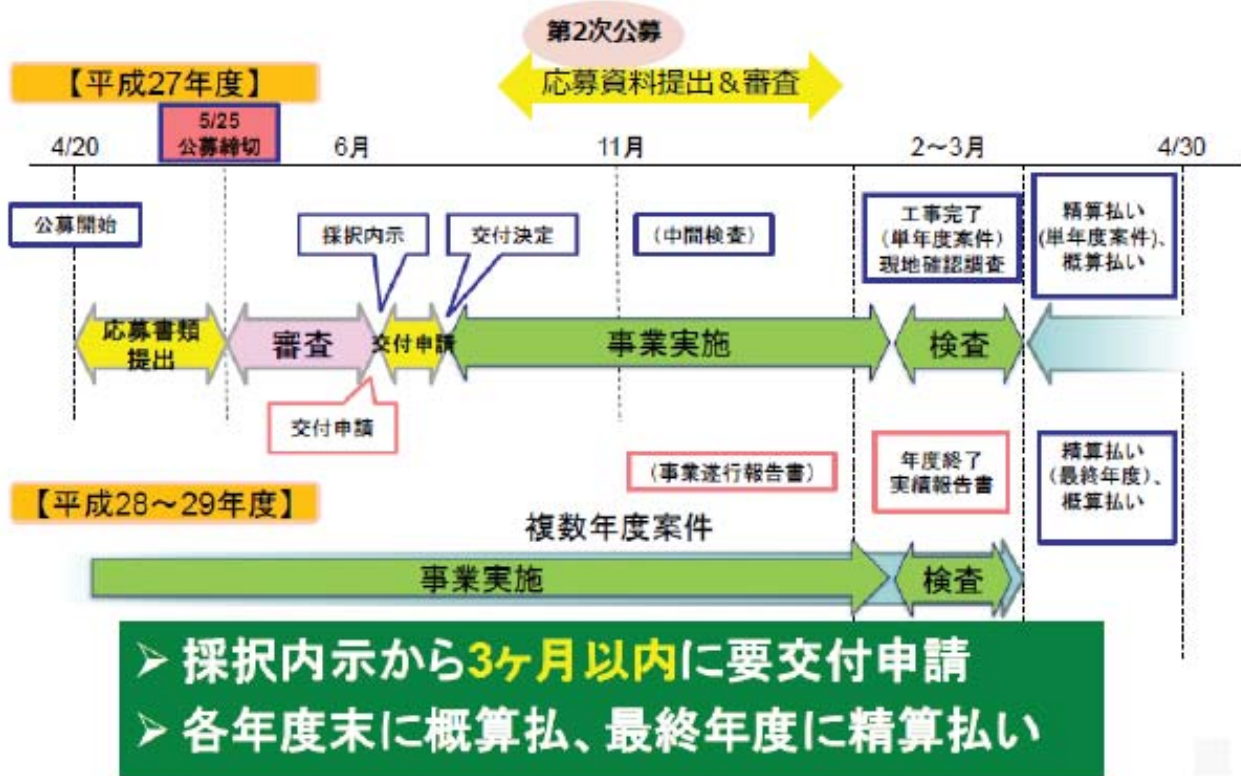 第2次公募
応募資料提出&審査
【平成27年度】
5/25
公募締切
4/20
6月
11月
2～3月
4/30
公募開始
採択内示
交付決定
(中間検査)
工事完了
(単年度案件)
現地確認調査
精算払い
(単年度案件)、
概算払い
応募書類
提出
審査
交付申請
事業実施
検査
交付申請
(事業遂行報告書)
年度終了
実績報告書
精算払い
(最終年度)、
概算払い
【平成28～29年度】
複数年度案件
事業実施
検査
➢ 採択内示から3ヶ月以内に要交付申請
➢ 各年度末に概算払、最終年度に精算払い